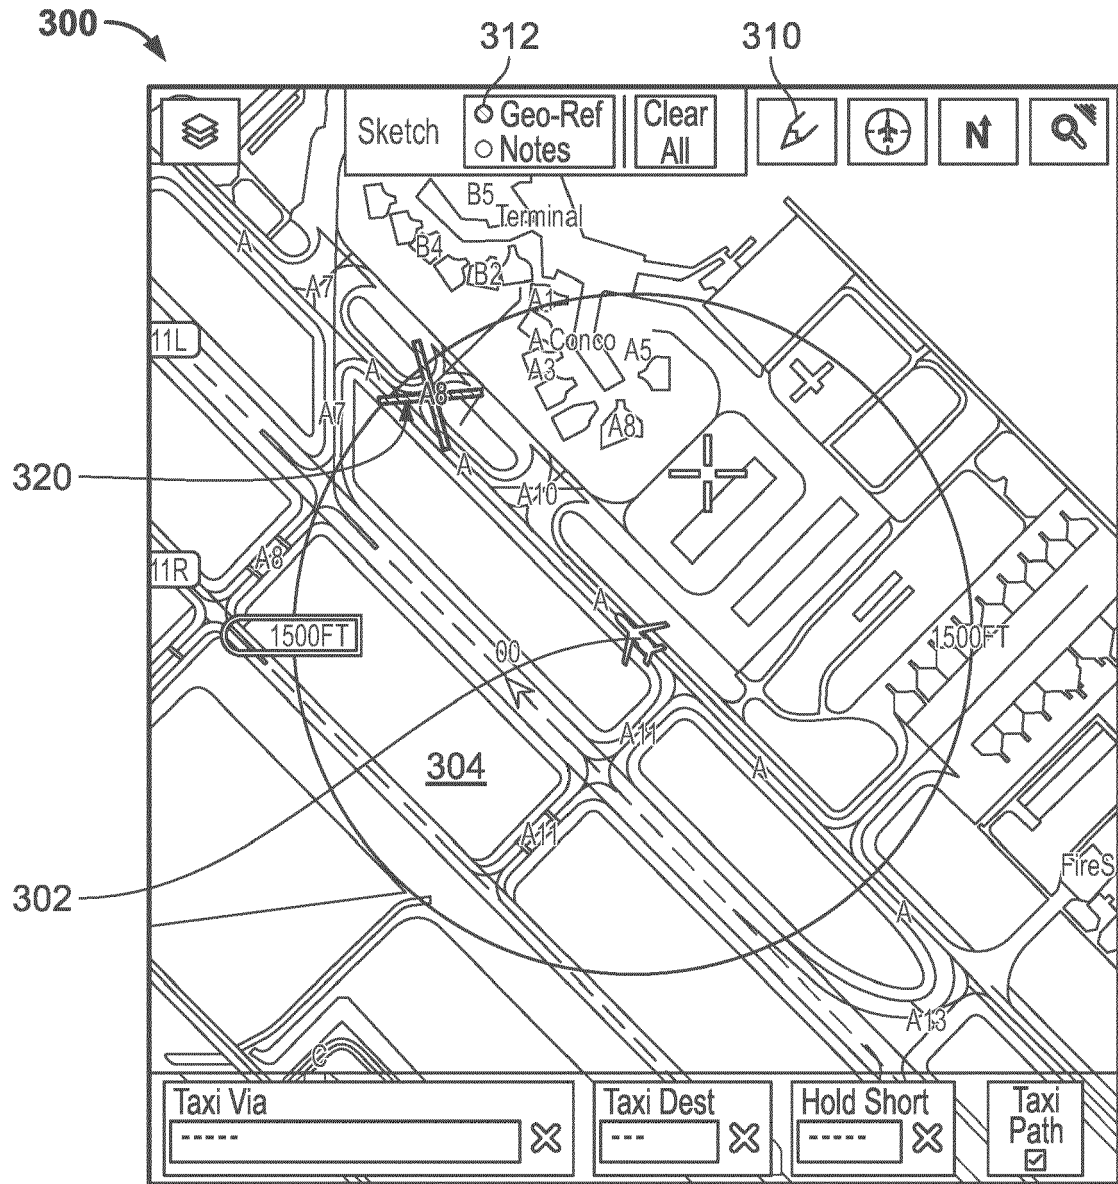 300
312
310
Sketch
Geo-Ref
Notes
Clear
All
N
B5
Terminal
A
B4
B2
A7
A1
11L
A Conco
A5
A
A3
A8
A7
A8
320
A
A10
A8
11R
A
1500FT
1500FT
00
A11
304
A
A11
FireS
302
A
A13
C
Taxi Via
-----
Taxi Dest
---
Hold Short
-----
Taxi
Path